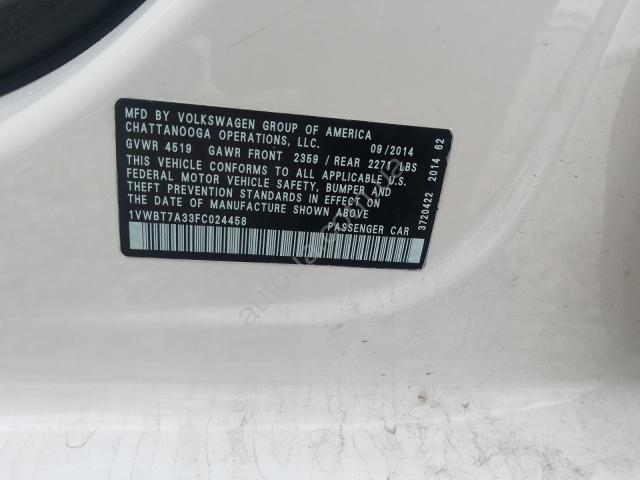 MFD BY VOLKSWAGEN GROUP OF AMERICA
CHATTANOOGA OPERATIONS, LLC. 09/2014
GVWR 4519 GAWR FRONT 2359 / REAR 2273 LBS
THIS VEHICLE CONFORMS TO ALL APPLICABLE U.S.
FEDERAL MOTOR VEHICLE SAFETY, BUMPER AND
THEFT PREVENTION STANDARDS IN EFFECT ON
THE DATE OF MANUFACTURE SHOWN ABOVE
1VWBT7A33FC024458 PASSENGER CAR
3720422 2014 62